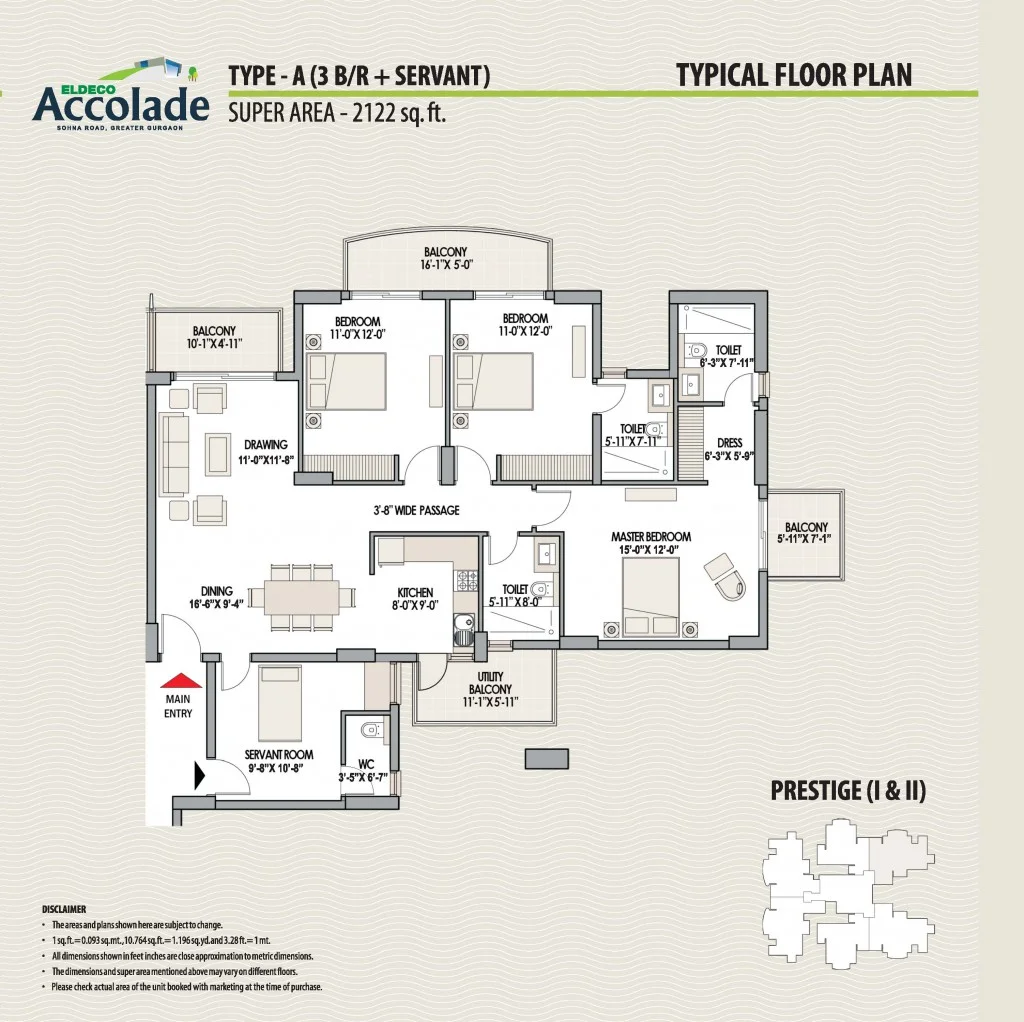 ELDECO
Accolade
SOHNA ROAD, GREATER GURGAON
TYPE - A (3 B/R + SERVANT)
SUPER AREA - 2122 sq. ft.
TYPICAL FLOOR PLAN
BALCONY
16'-1"X 5'-0"
BALCONY
10'-1"X 4'-11"
BEDROOM
11'-0"X 12'-0"
BEDROOM
11-0"X 12'-0"
TOILET
6'-3"X 7'-11"
TOILET
5'-11"X 7'-11"
DRESS
6'-3"X 5'-9"
DRAWING
11'-0"X11'-8"
3'-8" WIDE PASSAGE
MASTER BEDROOM
15'-0"X 12'-0"
BALCONY
5'-11"X 7'-1"
DINING
16'-6"X 9'-4"
KITCHEN
8'-0"X 9'-0"
TOILET
5'-11"X 8'-0"
UTILITY
BALCONY
11'-1"X 5'-11"
MAIN
ENTRY
SERVANT ROOM
9'-8"X 10'-8"
WC
3'-5"X 6'-7"
PRESTIGE (I & II)
DISCLAIMER
• The areas and plans shown here are subject to change.
• 1 sq.ft. = 0.093 sq.mt., 10.764 sq.ft. = 1.196 sq.yd. and 3.28 ft. = 1 mt.
• All dimensions shown in feet inches are close approximation to metric dimensions.
• The dimensions and super area mentioned above may vary on different floors.
• Please check actual area of the unit booked with marketing at the time of purchase.